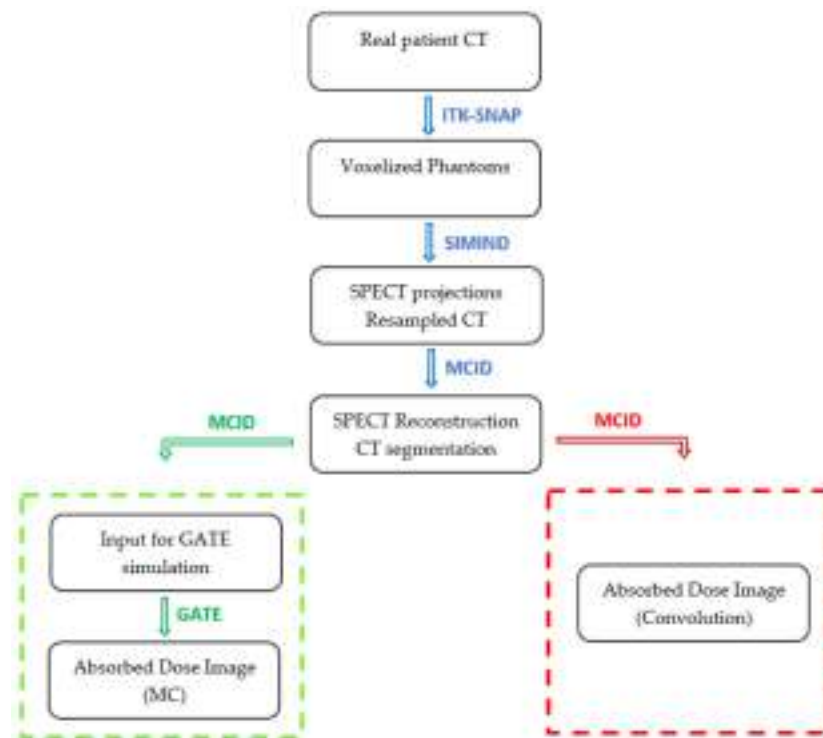 Real patient CT
ITK-SNAP
Voxelized Phantoms
SIMIND
SPECT projections
Resampled CT
MCID
MCID
SPECT Reconstruction
CT segmentation
MCID
Input for GATE
simulation
GATE
Absorbed Dose Image
(MC)
Absorbed Dose Image
(Convolution)